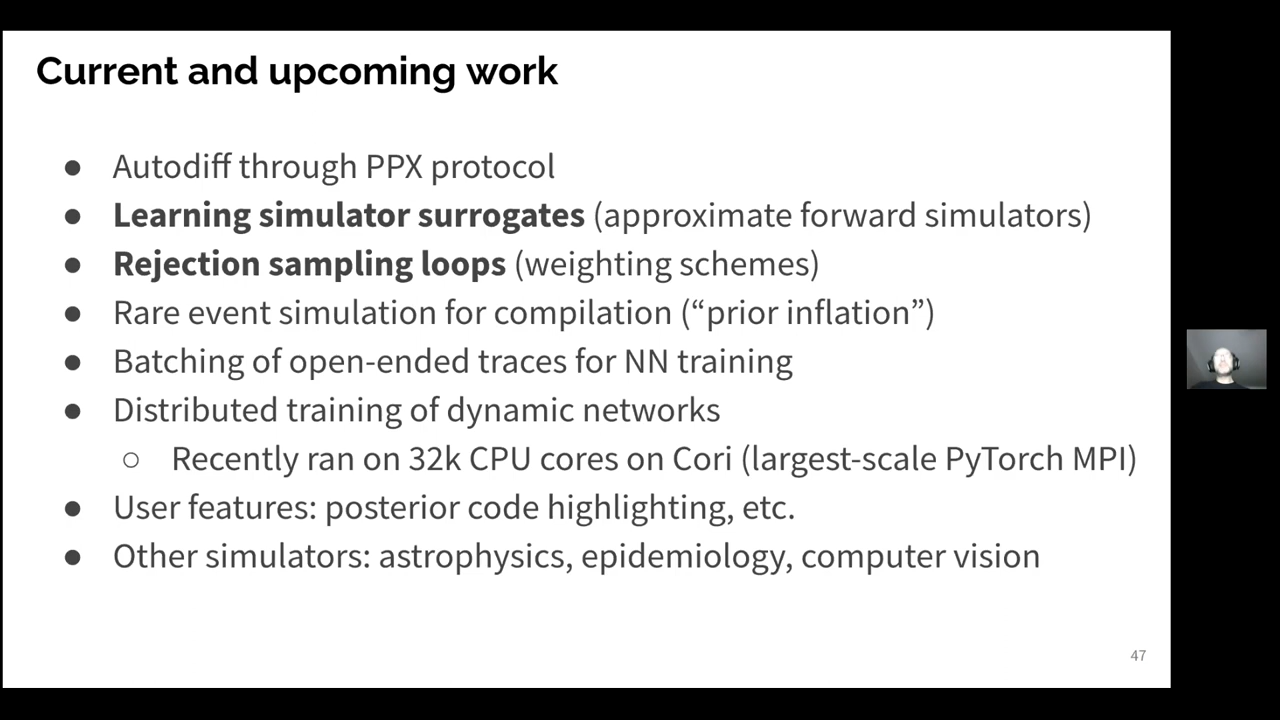 Current and upcoming work
● Autodiff through PPX protocol
● Learning simulator surrogates (approximate forward simulators)
● Rejection sampling loops (weighting schemes)
● Rare event simulation for compilation (“prior inflation”)
● Batching of open-ended traces for NN training
● Distributed training of dynamic networks
○ Recently ran on 32k CPU cores on Cori (largest-scale PyTorch MPI)
● User features: posterior code highlighting, etc.
● Other simulators: astrophysics, epidemiology, computer vision
47